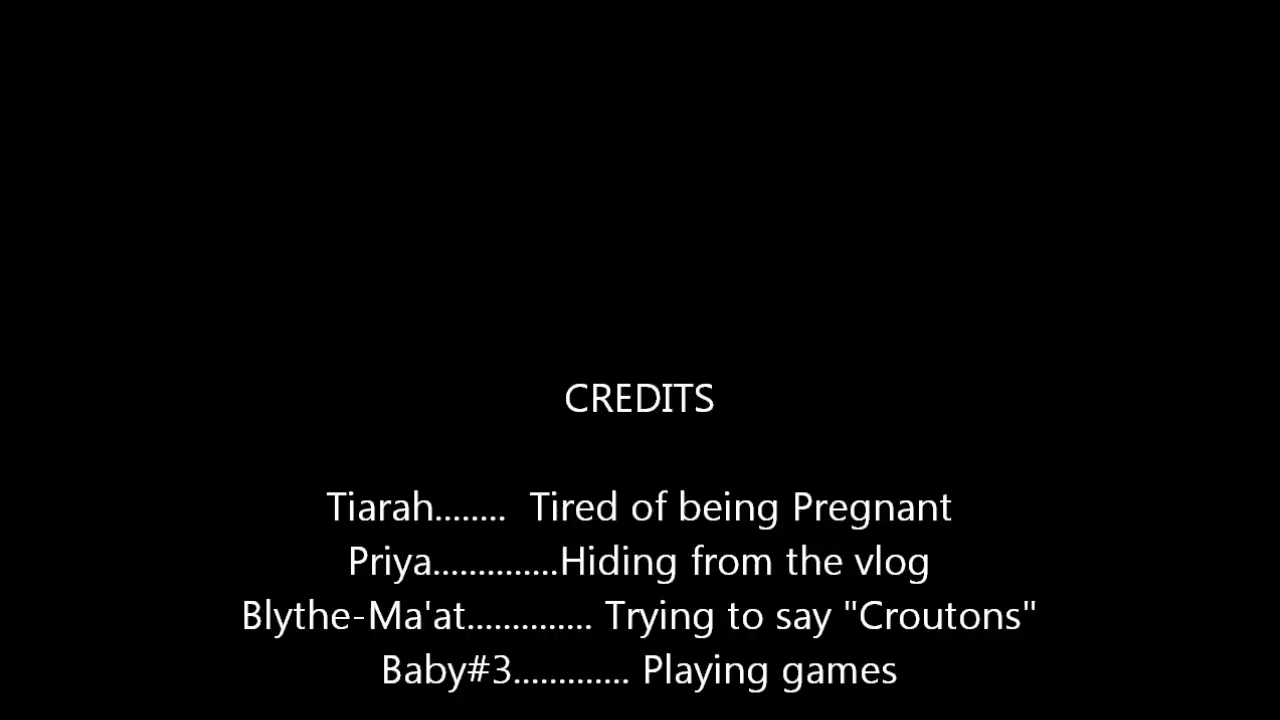 CREDITS
Tiarah........  Tired of being Pregnant
Priya..............Hiding from the vlog
Blythe-Ma'at.............. Trying to say "Croutons"
Baby#3............. Playing games